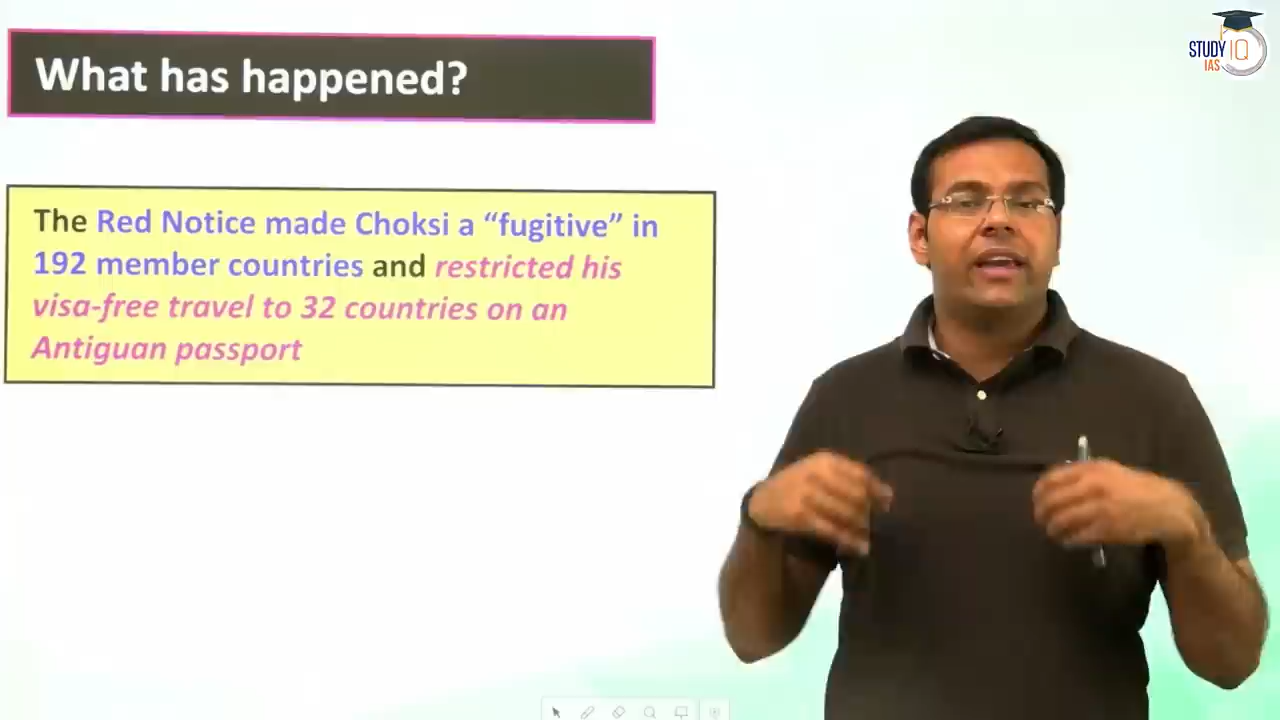 What has happened?
STUDY IQ
IAS
The Red Notice made Choksi a “fugitive” in
192 member countries and restricted his
visa-free travel to 32 countries on an
Antiguan passport